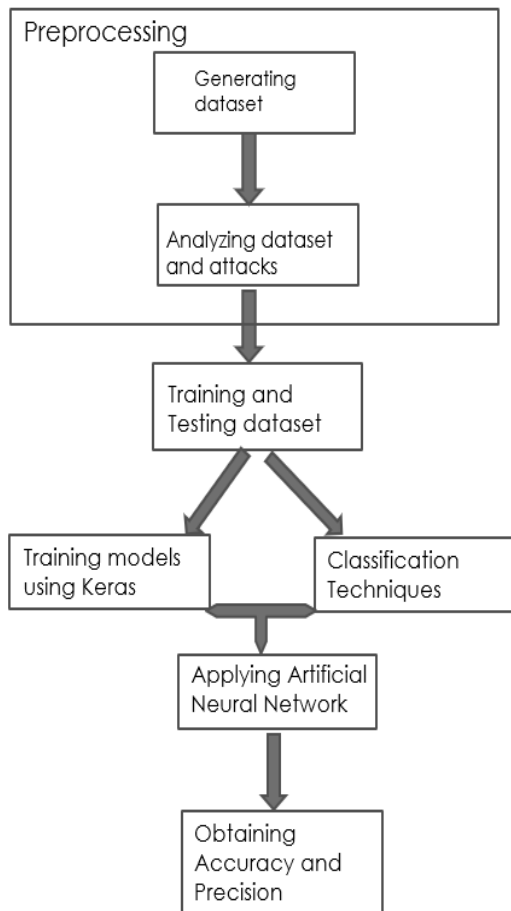 Preprocessing
Generating
dataset
Analyzing dataset
and attacks
Training and
Testing dataset
Training models
using Keras
Classification
Techniques
Applying Artificial
Neural Network
Obtaining
Accuracy and
Precision